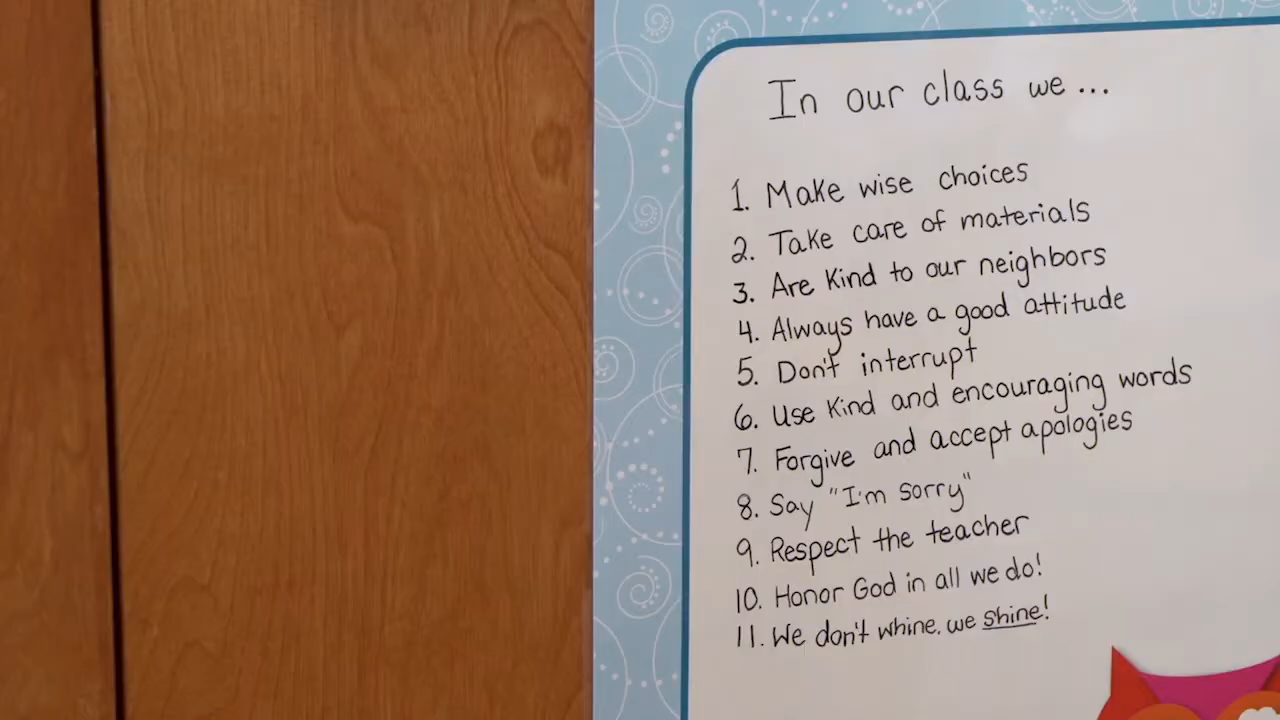 In our class we ...
1. Make wise choices
2. Take care of materials
3. Are Kind to our neighbors
4. Always have a good attitude
5. Don't interrupt
6. Use Kind and encouraging words
7. Forgive and accept apologies
8. Say "I'm sorry"
9. Respect the teacher
10. Honor God in all we do!
11. We don't whine, we shine!